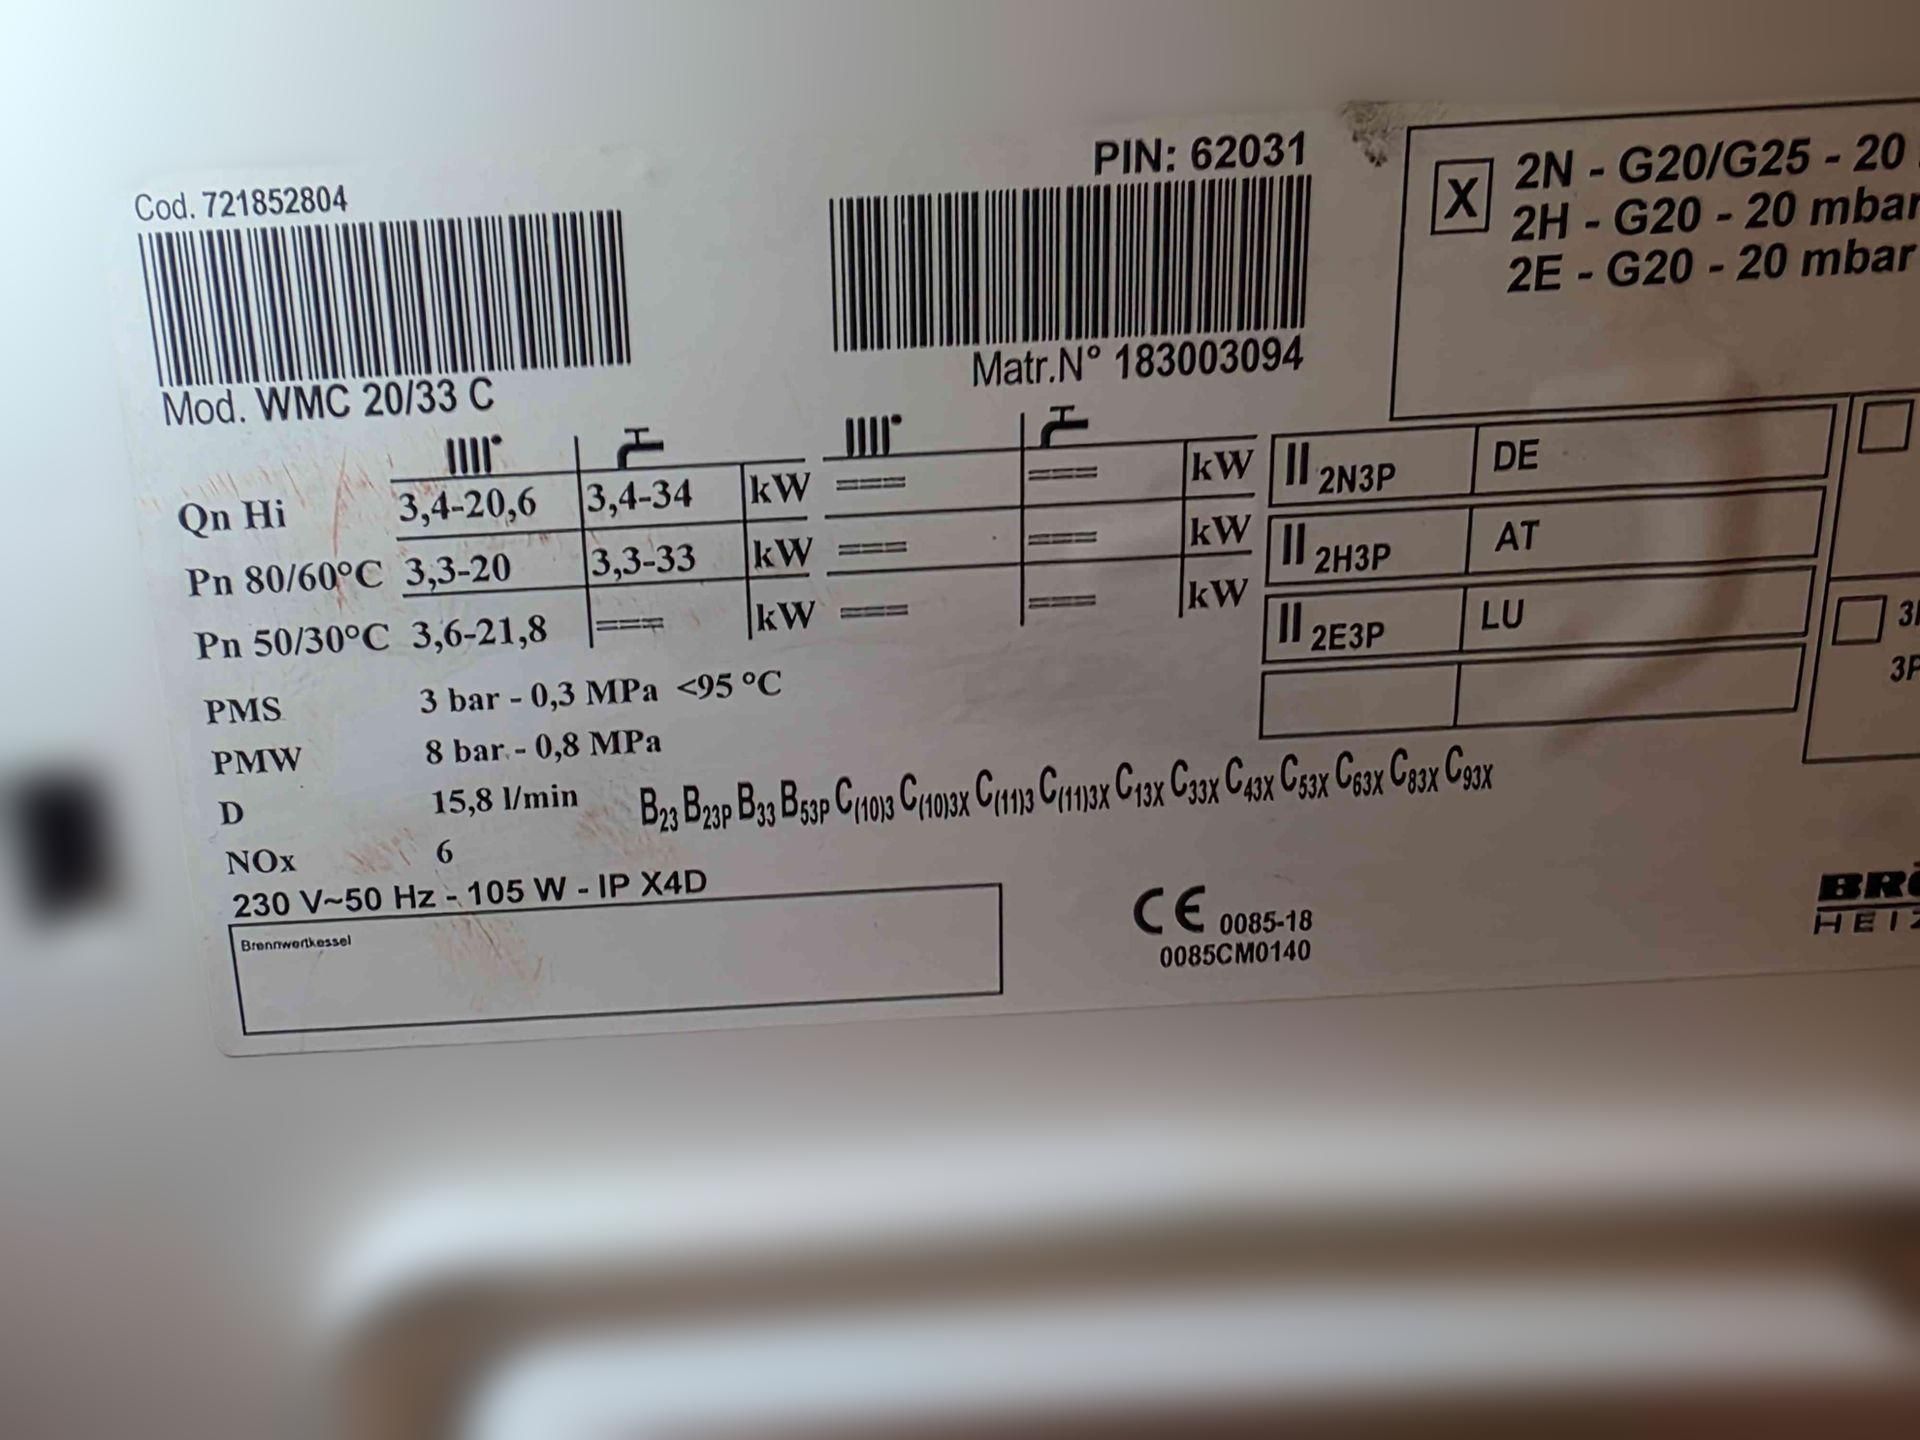 Cod. 721852804
Mod. WMC 20/33 C
PIN: 62031
Matr.N° 183003094
X 2N - G20/G25 - 20
2H - G20 - 20 mbar
2E - G20 - 20 mbar
Qn Hi 3,4-20,6 3,4-34 kW === === kW
Pn 80/60°C 3,3-20 3,3-33 kW === === kW
Pn 50/30°C 3,6-21,8 === kW === === kW
II 2N3P DE
II 2H3P AT
II 2E3P LU
3P
PMS 3 bar - 0,3 MPa <95 °C
PMW 8 bar - 0,8 MPa
D 15,8 l/min
B23 B23P B33 B53P C(10)3 C(10)3X C(11)3 C(11)3X C13X C33X C43X C53X C63X C83X C93X
NOx 6
230 V~50 Hz - 105 W - IP X4D
Brennwertkessel
CE 0085-18
0085CM0140